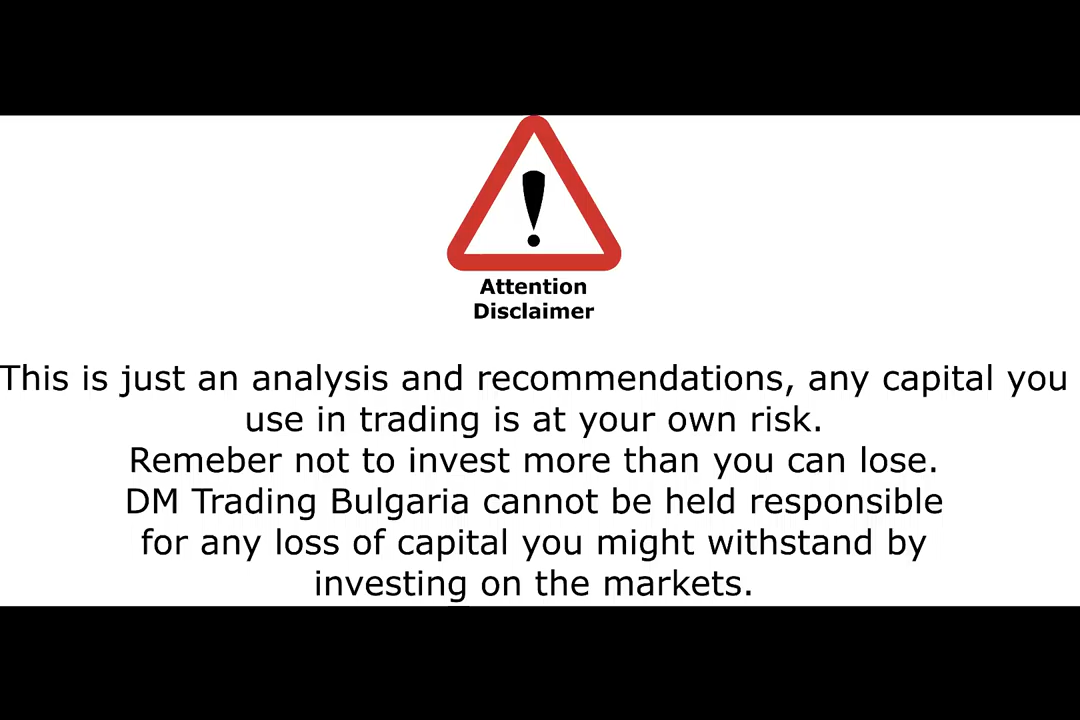 Attention
Disclaimer
This is just an analysis and recommendations, any capital you
use in trading is at your own risk.
Remeber not to invest more than you can lose.
DM Trading Bulgaria cannot be held responsible
for any loss of capital you might withstand by
investing on the markets.